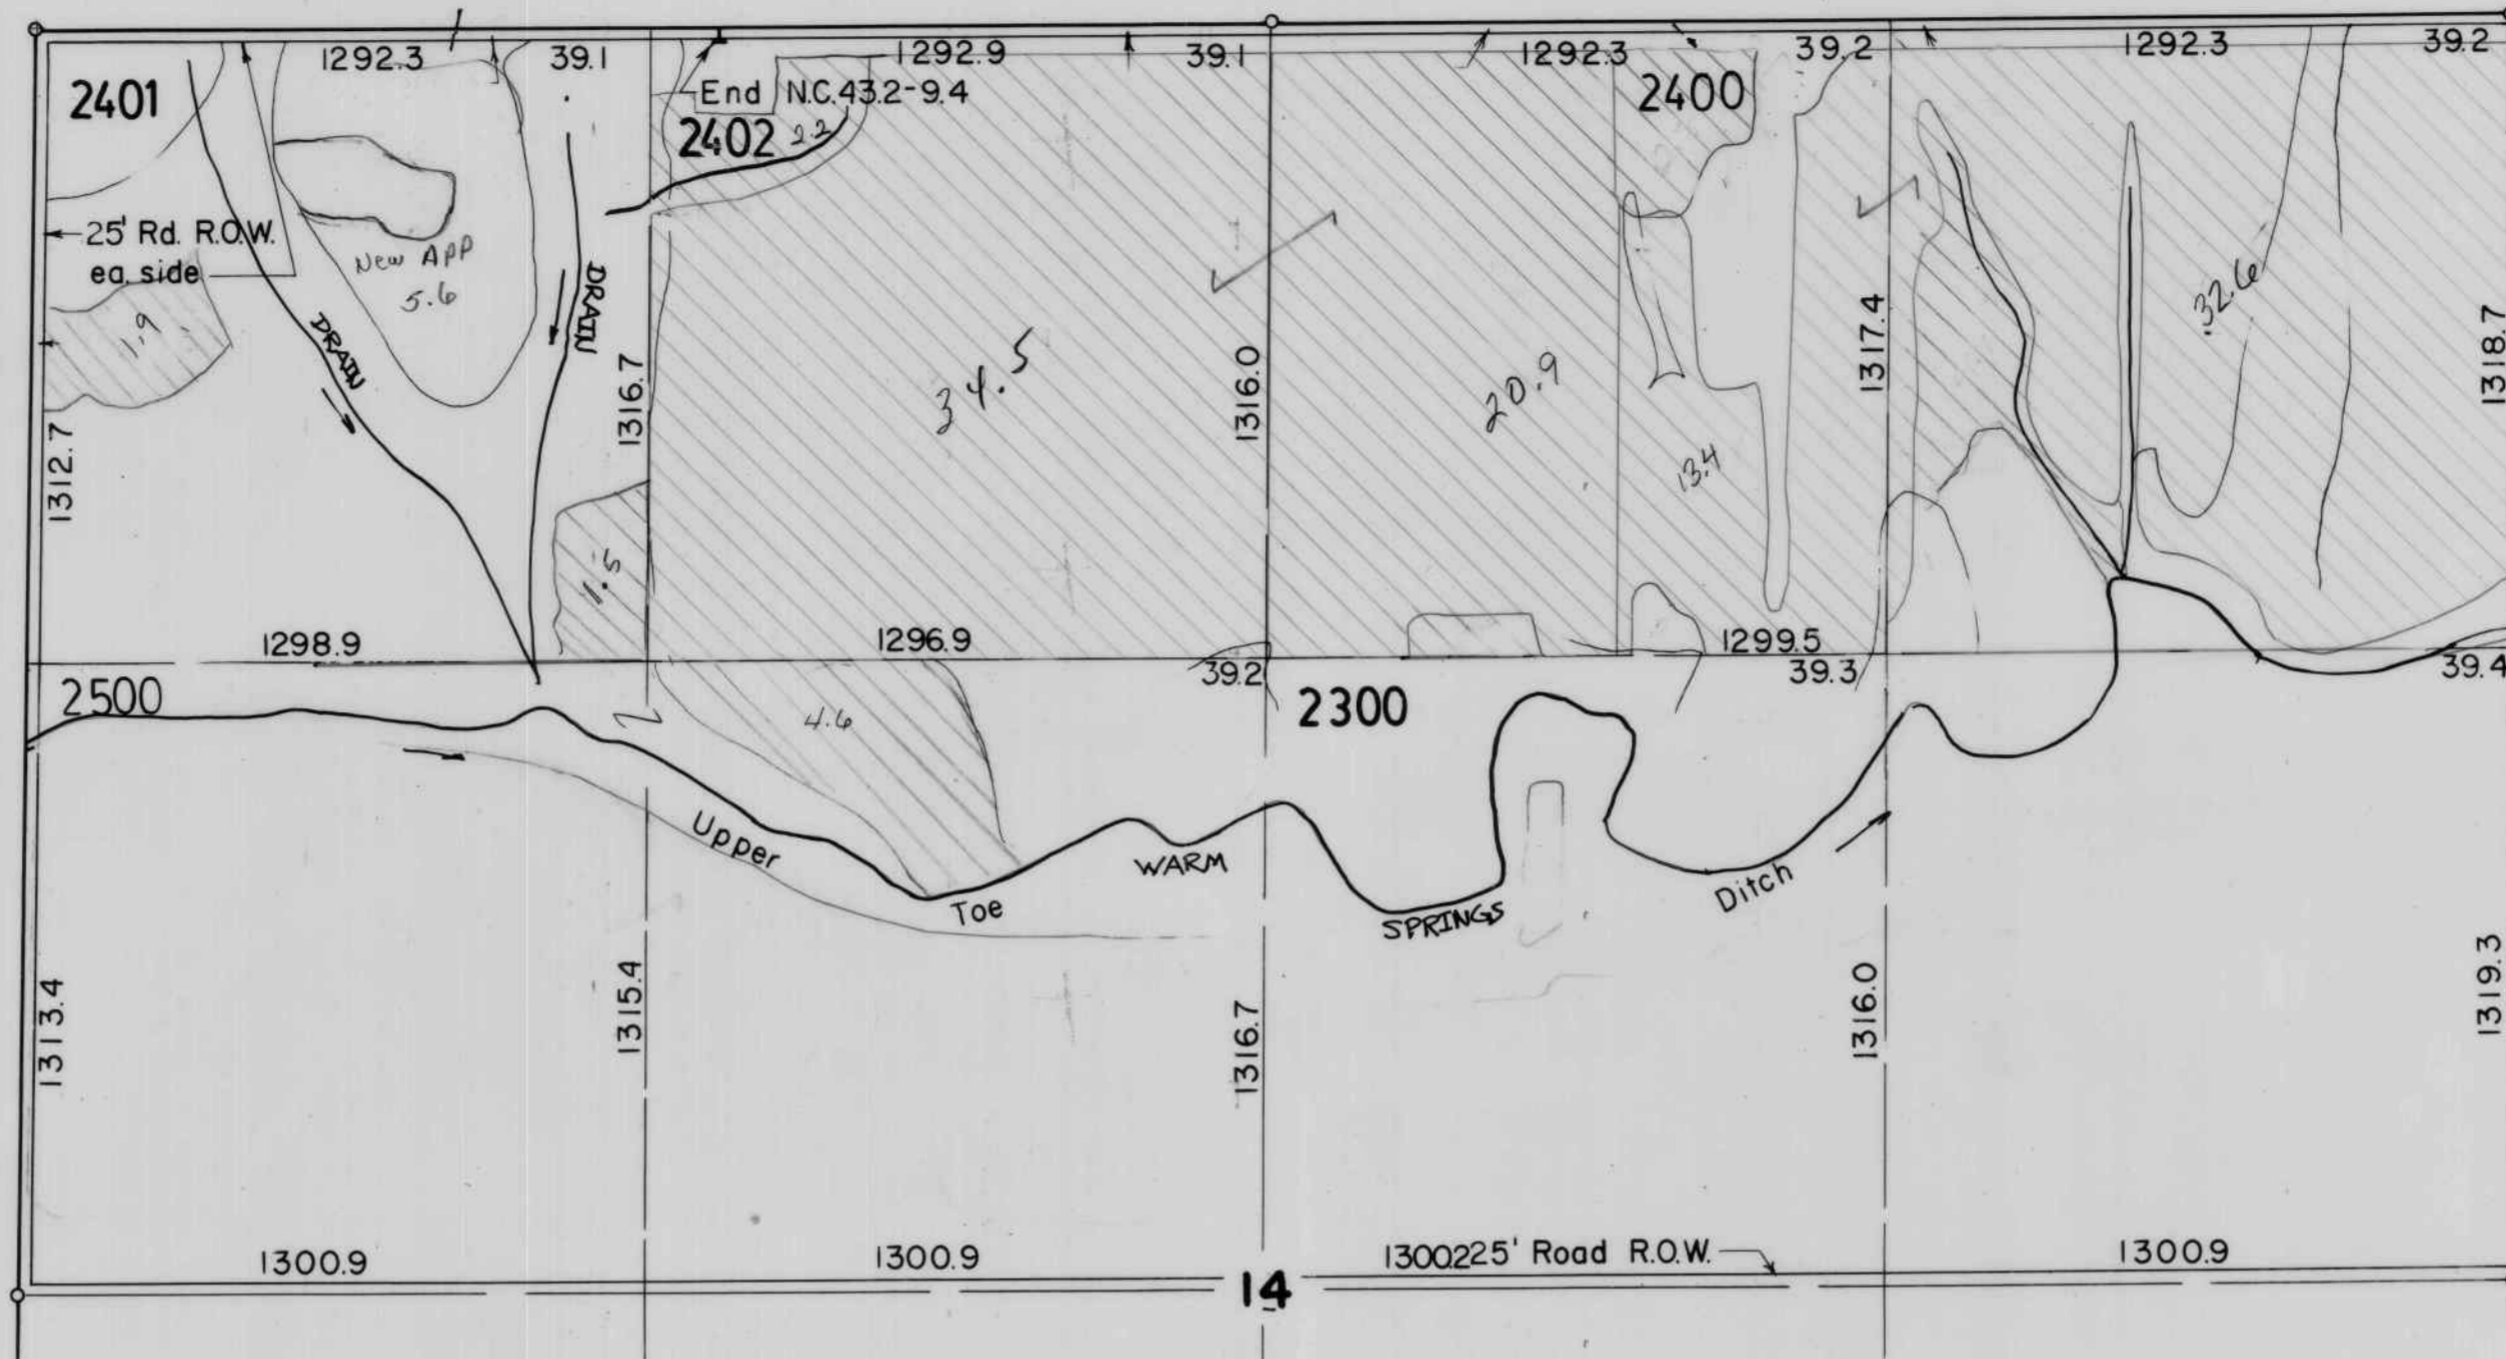 1292.3 39.1 1292.9 39.1 1292.3 39.2 1292.3 39.2
2401
End N.C.43.2-9.4
2400
2402 2.2
25' Rd. R.O.W.
ea. side
New APP
5.6
DRAIN
DRAIN
1.9
32.6
1312.7
1316.7
1316.0
1317.4
1318.7
34.5
20.9
13.4
1.5
1298.9 1296.9 1299.5
39.2 39.3 39.4
2500
2300
4.6
Upper Toe WARM SPRINGS Ditch
1313.4
1315.4
1316.7
1316.0
1319.3
1300.9 1300.9 1300.2 25' Road R.O.W. 1300.9
14